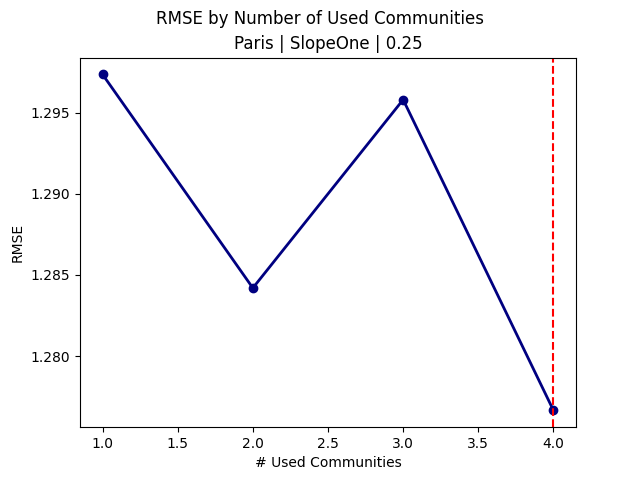 RMSE by Number of Used Communities
Paris | SlopeOne | 0.25
1.295
1.290
1.285
1.280
RMSE
1.0 1.5 2.0 2.5 3.0 3.5 4.0
# Used Communities